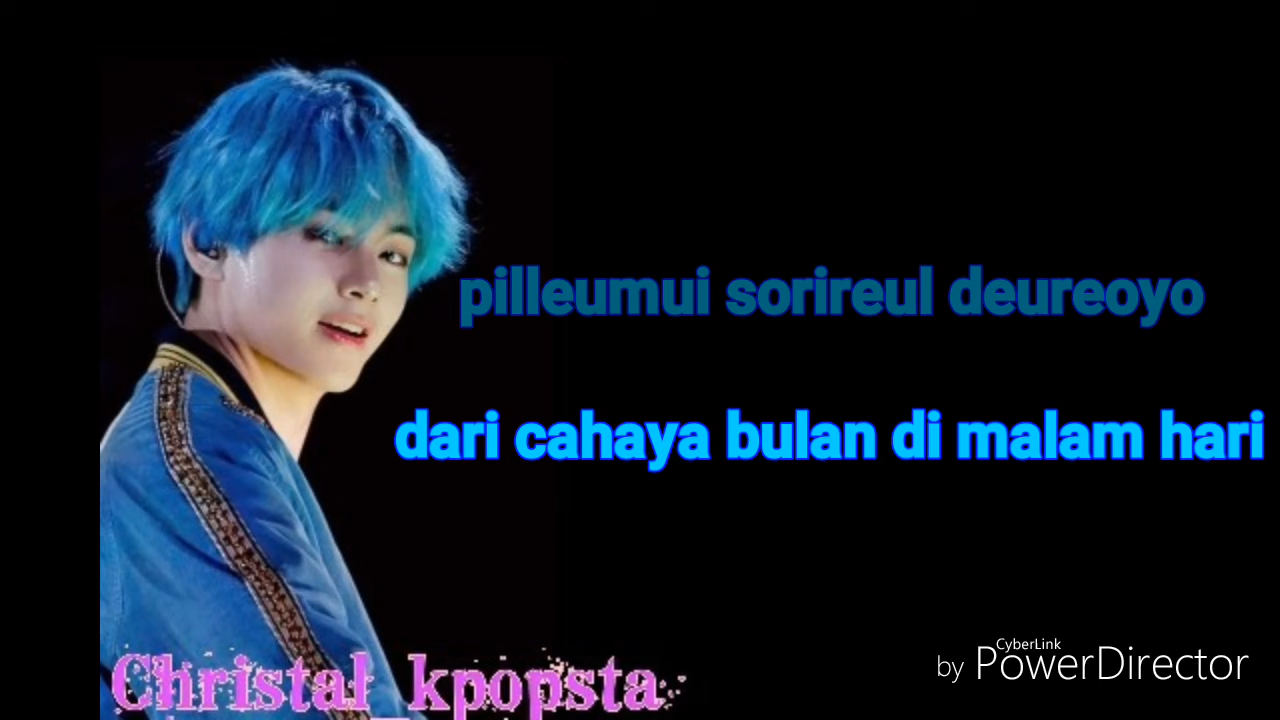 pilleumui sorireul deureoyo
dari cahaya bulan di malam hari
Christal_kpopsta
CyberLink
by PowerDirector